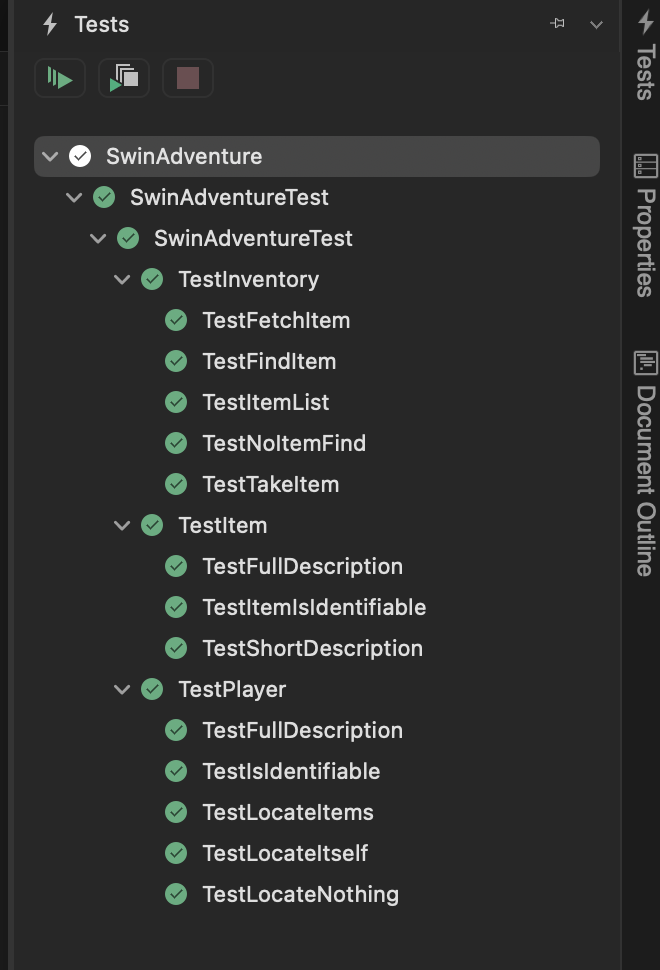 Tests
SwinAdventure
SwinAdventureTest
SwinAdventureTest
TestInventory
TestFetchItem
TestFindItem
TestItemList
TestNoItemFind
TestTakeItem
TestItem
TestFullDescription
TestItemIsIdentifiable
TestShortDescription
TestPlayer
TestFullDescription
TestIsIdentifiable
TestLocateItems
TestLocateItself
TestLocateNothing
Tests
Properties
Document Outline